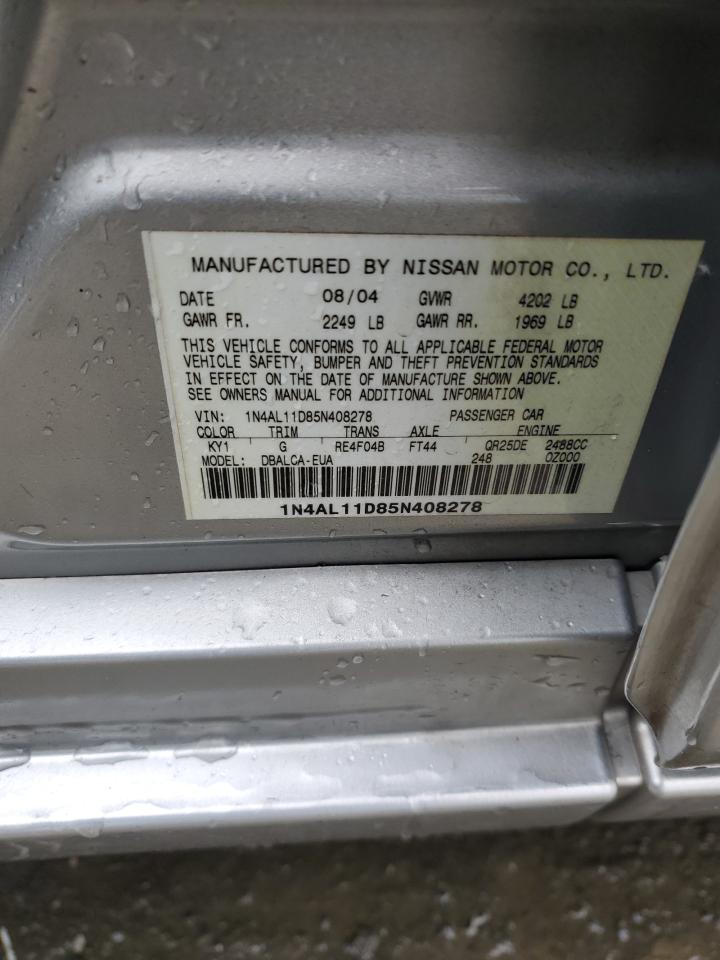 MANUFACTURED BY NISSAN MOTOR CO., LTD.
DATE 08/04 GVWR 4202 LB
GAWR FR. 2249 LB GAWR RR. 1969 LB
THIS VEHICLE CONFORMS TO ALL APPLICABLE FEDERAL MOTOR
VEHICLE SAFETY, BUMPER AND THEFT PREVENTION STANDARDS
IN EFFECT ON THE DATE OF MANUFACTURE SHOWN ABOVE.
SEE OWNERS MANUAL FOR ADDITIONAL INFORMATION
VIN: 1N4AL11D85N408278 PASSENGER CAR
COLOR TRIM TRANS AXLE ENGINE
KY1 G RE4F04B FT44 QR25DE 2488CC
MODEL: DBALCA-EUA 248 0Z000
1N4AL11D85N408278